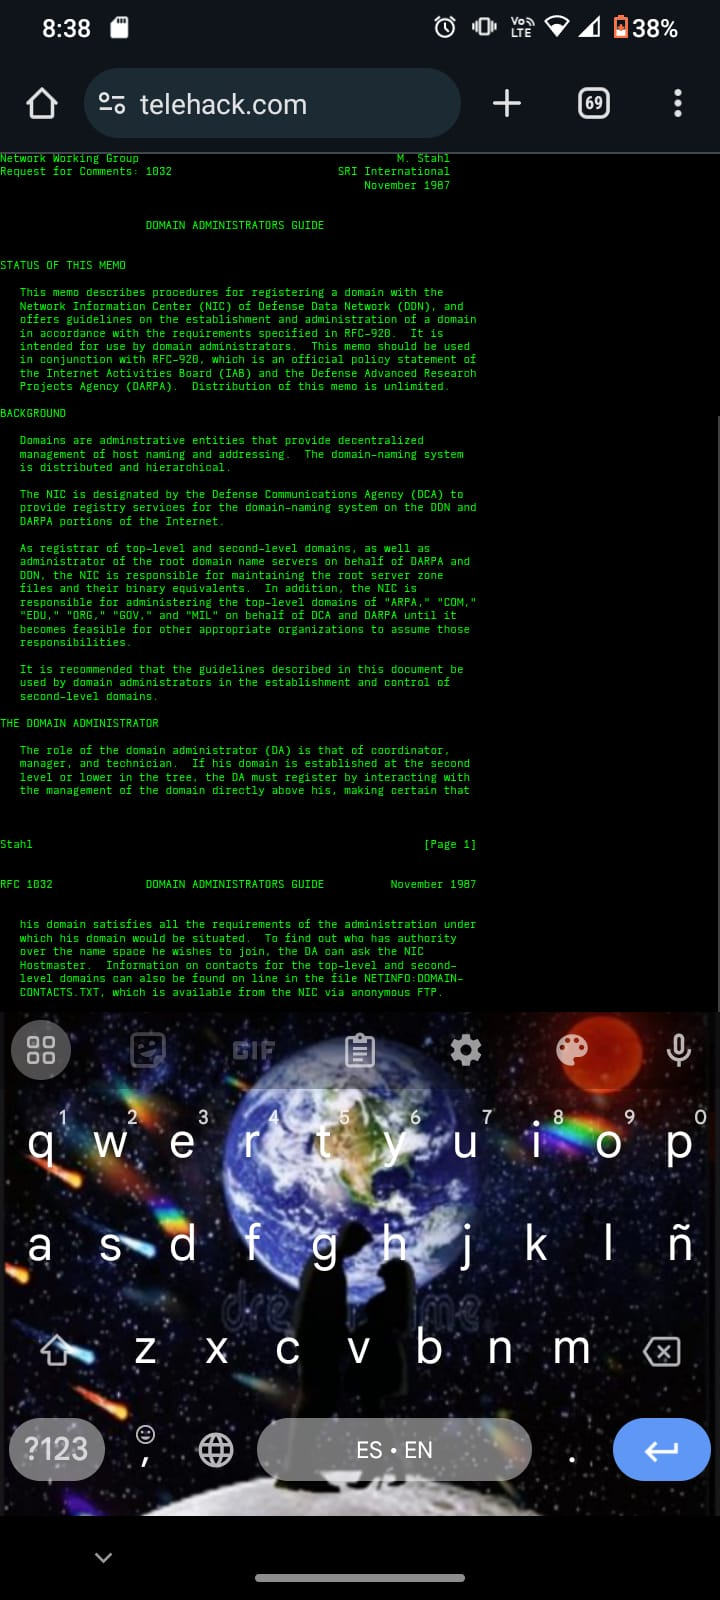 8:38
Vo LTE
38%
telehack.com
69
Network Working Group                                       M. Stahl
Request for Comments: 1032                         SRI International
                                                       November 1987
DOMAIN ADMINISTRATORS GUIDE
STATUS OF THIS MEMO
This memo describes procedures for registering a domain with the
Network Information Center (NIC) of Defense Data Network (DDN), and
offers guidelines on the establishment and administration of a domain
in accordance with the requirements specified in RFC-920.  It is
intended for use by domain administrators.  This memo should be used
in conjunction with RFC-920, which is an official policy statement of
the Internet Activities Board (IAB) and the Defense Advanced Research
Projects Agency (DARPA).  Distribution of this memo is unlimited.
BACKGROUND
Domains are adminstrative entities that provide decentralized
management of host naming and addressing.  The domain-naming system
is distributed and hierarchical.
The NIC is designated by the Defense Communications Agency (DCA) to
provide registry services for the domain-naming system on the DDN and
DARPA portions of the Internet.
As registrar of top-level and second-level domains, as well as
administrator of the root domain name servers on behalf of DARPA and
DDN, the NIC is responsible for maintaining the root server zone
files and their binary equivalents.  In addition, the NIC is
responsible for administering the top-level domains of "ARPA," "COM,"
"EDU," "ORG," "GOV," and "MIL" on behalf of DCA and DARPA until it
becomes feasible for other appropriate organizations to assume those
responsibilities.
It is recommended that the guidelines described in this document be
used by domain administrators in the establishment and control of
second-level domains.
THE DOMAIN ADMINISTRATOR
The role of the domain administrator (DA) is that of coordinator,
manager, and technician.  If his domain is established at the second
level or lower in the tree, the DA must register by interacting with
the management of the domain directly above his, making certain that
Stahl                                                           [Page 1]
RFC 1032              DOMAIN ADMINISTRATORS GUIDE          November 1987
his domain satisfies all the requirements of the administration under
which his domain would be situated.  To find out who has authority
over the name space he wishes to join, the DA can ask the NIC
Hostmaster.  Information on contacts for the top-level and second-
level domains can also be found on line in the file NETINFO:DOMAIN-
CONTACTS.TXT, which is available from the NIC via anonymous FTP.
GIF
1 2 3 4 5 6 7 8 9 0
q w e r t y u i o p
a s d f g h j k l ñ
z x c v b n m
?123 , ES • EN .